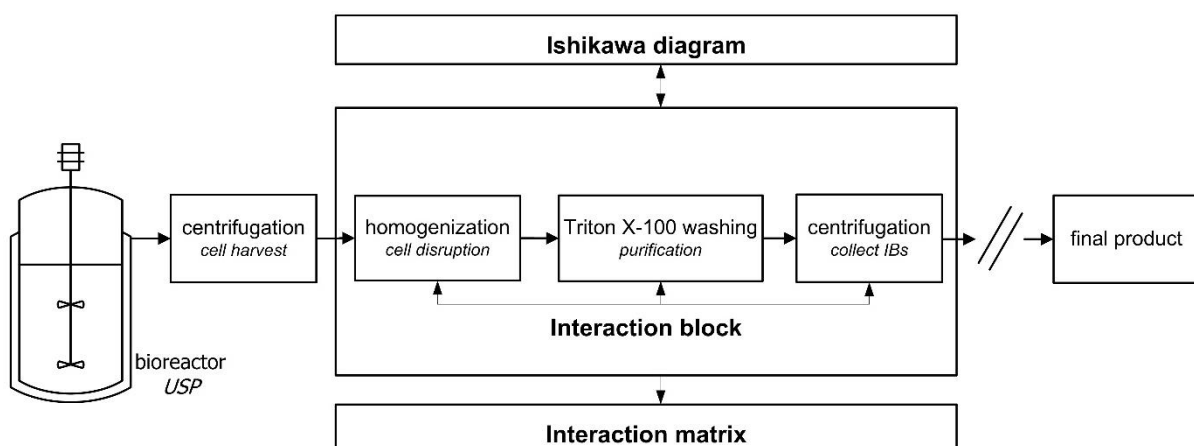 Ishikawa diagram
centrifugation
cell harvest
homogenization
cell disruption
Triton X-100 washing
purification
centrifugation
collect IBs
final product
Interaction block
bioreactor
USP
Interaction matrix